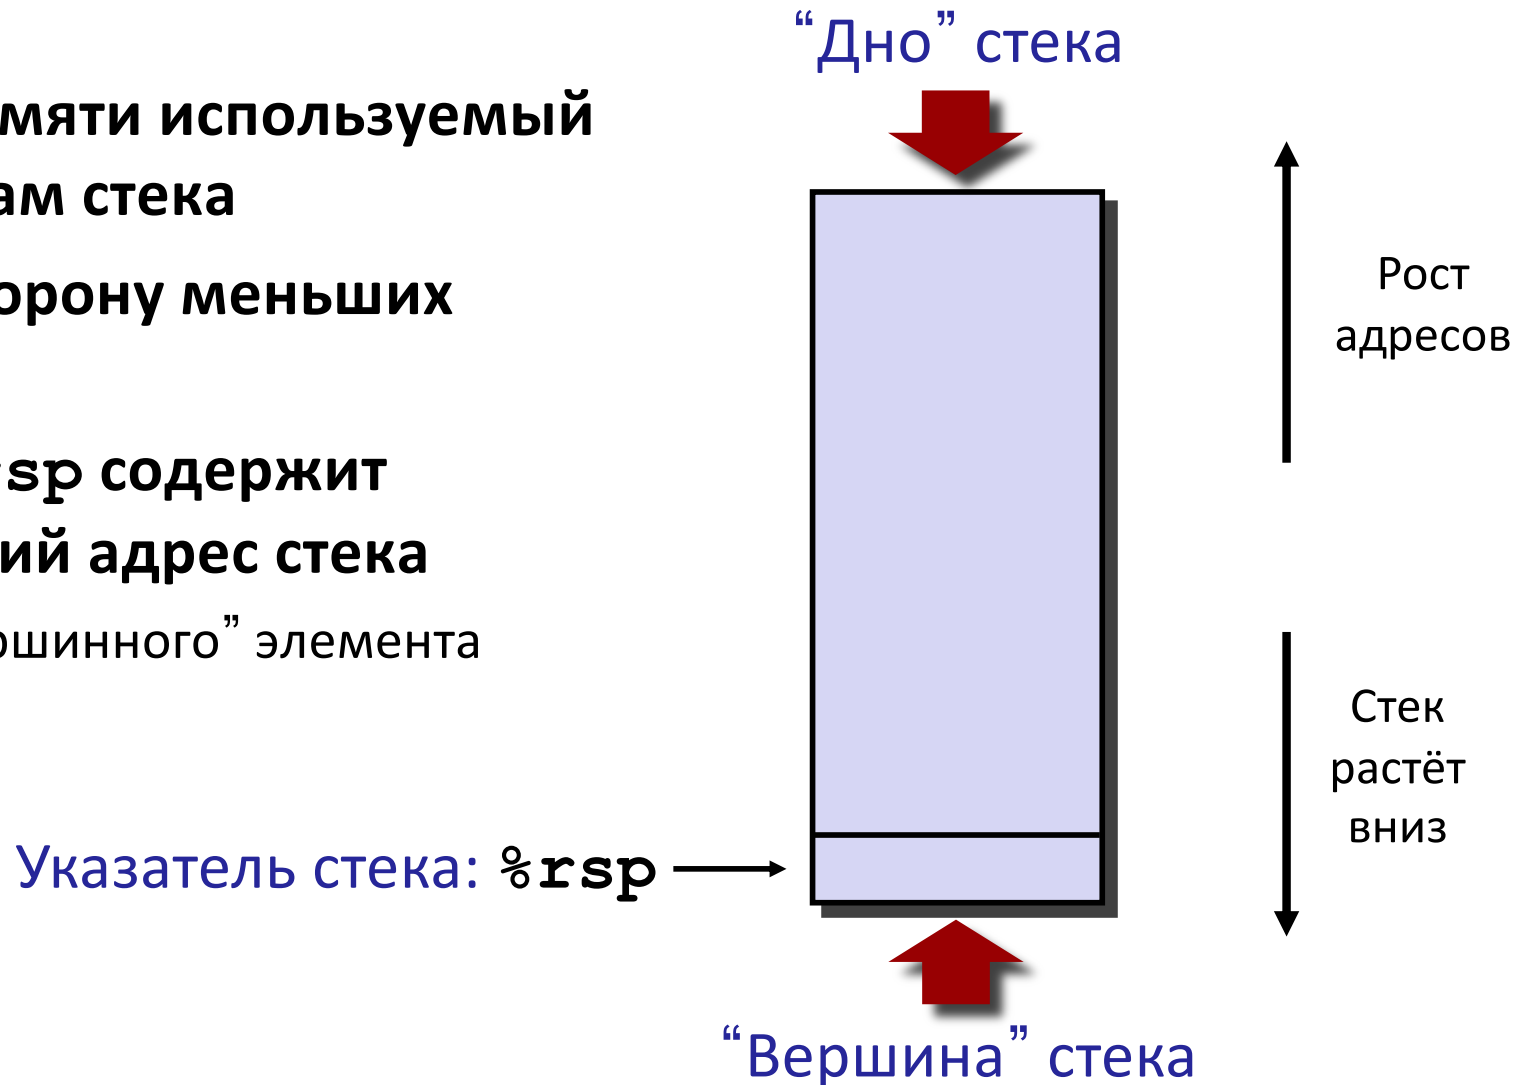 “Дно” стека
мяти используемый
ам стека
орону меньших
sp содержит
ий адрес стека
шинного” элемента
Рост
адресов
Стек
растёт
вниз
Указатель стека: %rsp
“Вершина” стека